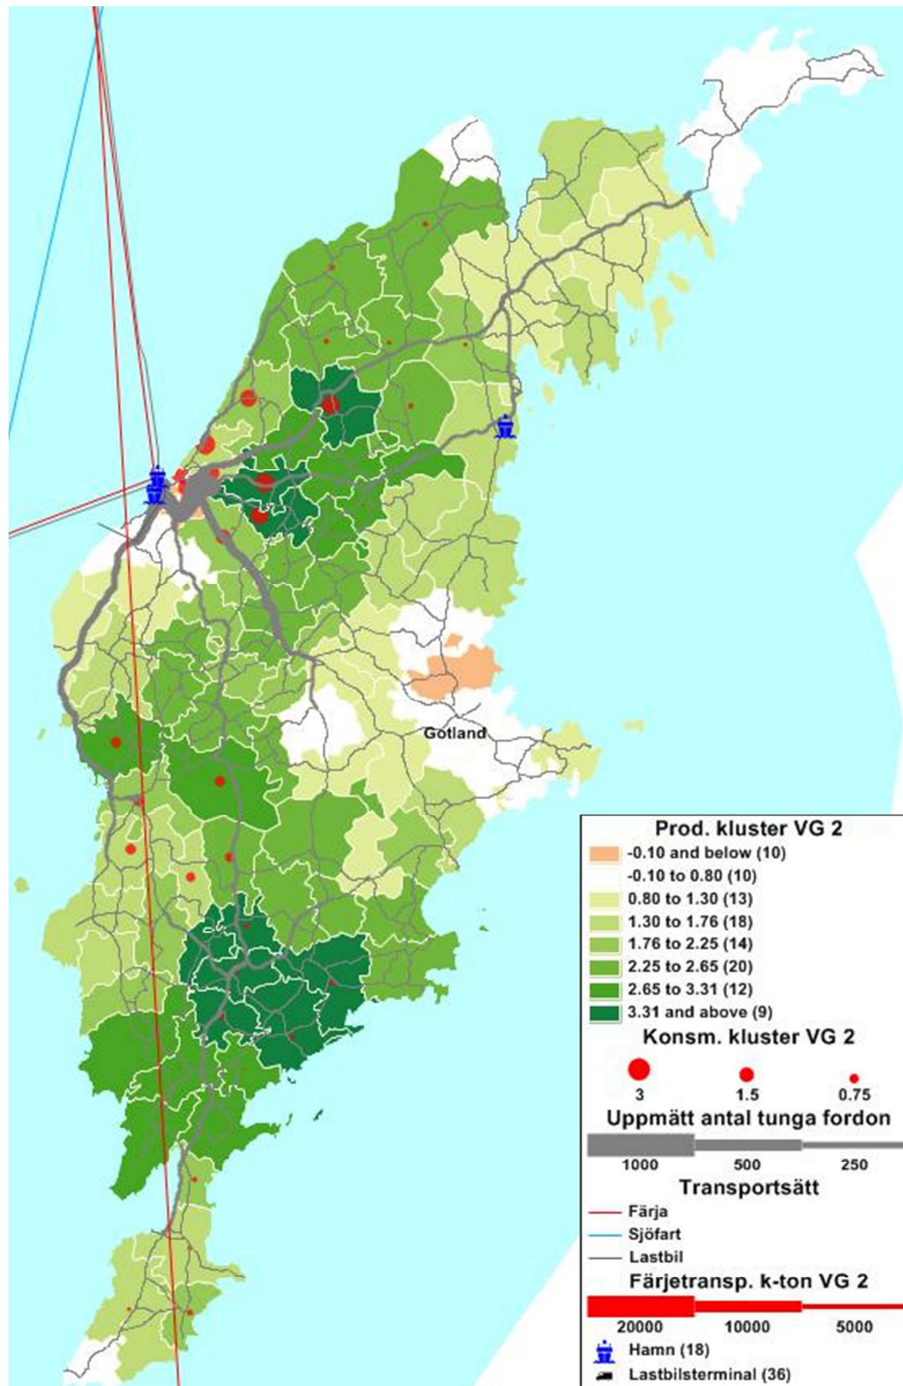 Gotland
Prod. kluster VG 2
-0.10 and below (10)
-0.10 to 0.80 (10)
0.80 to 1.30 (13)
1.30 to 1.76 (18)
1.76 to 2.25 (14)
2.25 to 2.65 (20)
2.65 to 3.31 (12)
3.31 and above (9)
Konsm. kluster VG 2
3 1.5 0.75
Uppmätt antal tunga fordon
1000 500 250
Transportsätt
Färja
Sjöfart
Lastbil
Färjetransp. k-ton VG 2
20000 10000 5000
Hamn (18)
Lastbilsterminal (36)